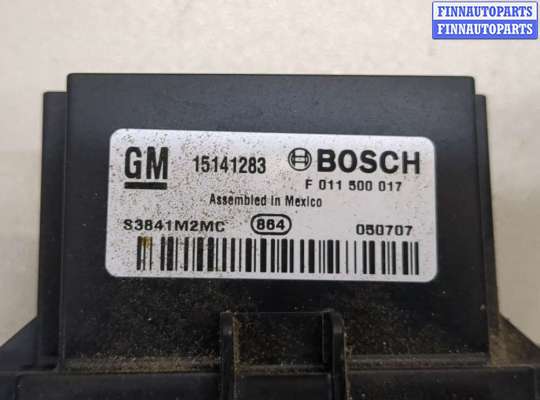 FINNAUTOPARTS
FINNAUTOPARTS
GM 15141283 BOSCH
F 011 500 017
Assembled in Mexico
S3841M2MC 864 050707